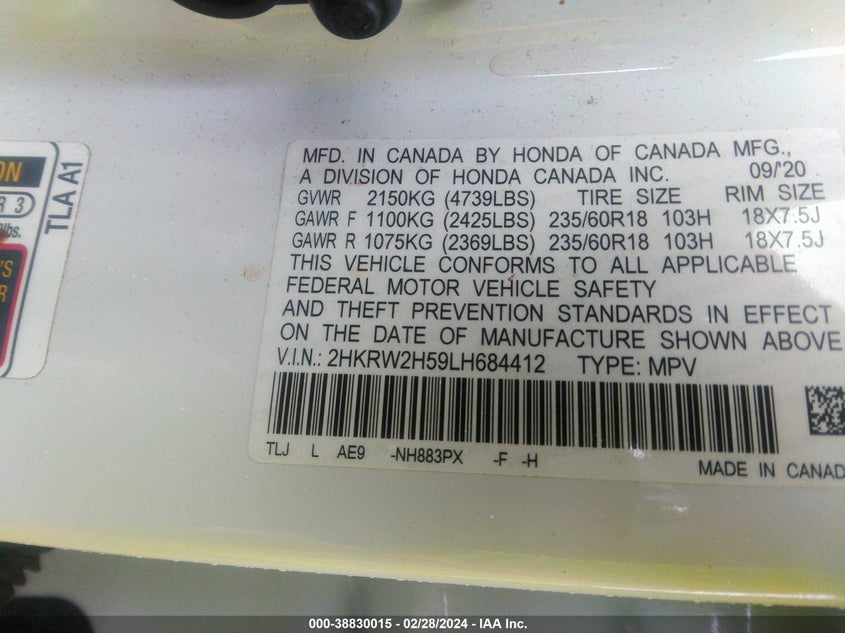 ON
R 3
lbs.
'S
R
TLA A1
MFD. IN CANADA BY HONDA OF CANADA MFG.,
A DIVISION OF HONDA CANADA INC. 09/'20
GVWR 2150KG (4739LBS) TIRE SIZE RIM SIZE
GAWR F 1100KG (2425LBS) 235/60R18 103H 18X7.5J
GAWR R 1075KG (2369LBS) 235/60R18 103H 18X7.5J
THIS VEHICLE CONFORMS TO ALL APPLICABLE
FEDERAL MOTOR VEHICLE SAFETY
AND THEFT PREVENTION STANDARDS IN EFFECT
ON THE DATE OF MANUFACTURE SHOWN ABOVE
V.I.N.: 2HKRW2H59LH684412 TYPE: MPV
TLJ L AE9 -NH883PX -F -H
MADE IN CANAD
000-38830015 - 02/28/2024 - IAA Inc.